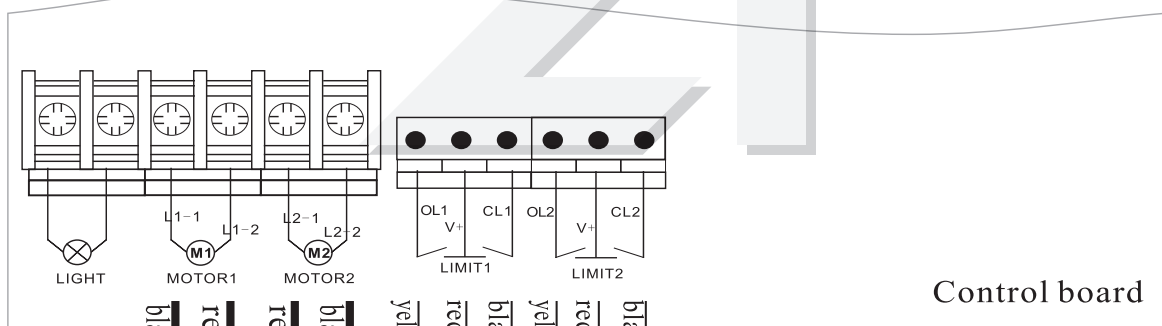 L1-1
L1-2
L2-1
L2-2
OL1
V+
CL1
OL2
V+
CL2
M1
M2
LIGHT
MOTOR1
MOTOR2
LIMIT1
LIMIT2
Control board